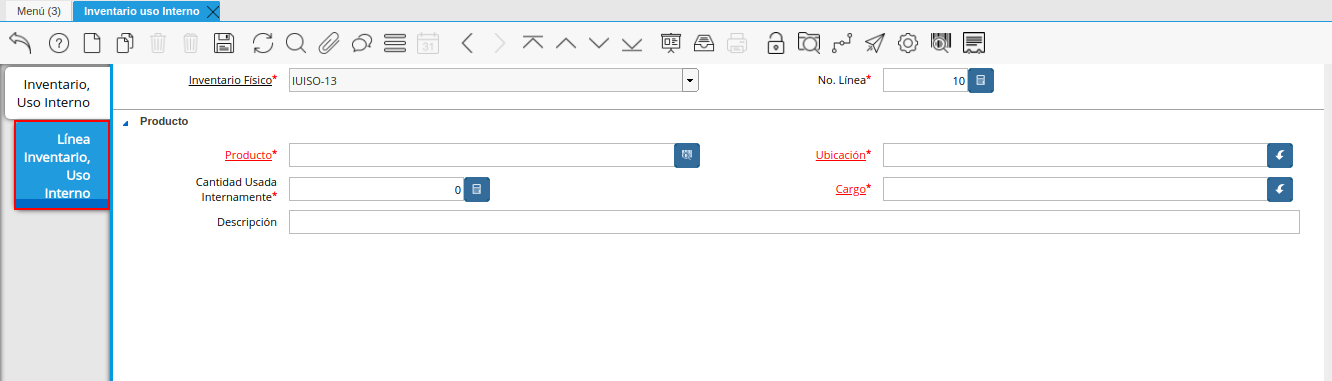 Menú (3)
Inventario uso Interno
31
Inventario,
Uso Interno
Línea
Inventario,
Uso
Interno
Inventario Físico*
IUISO-13
No. Línea*
10
Producto
Producto*
Ubicación*
Cantidad Usada
Internamente*
0
Cargo*
Descripción